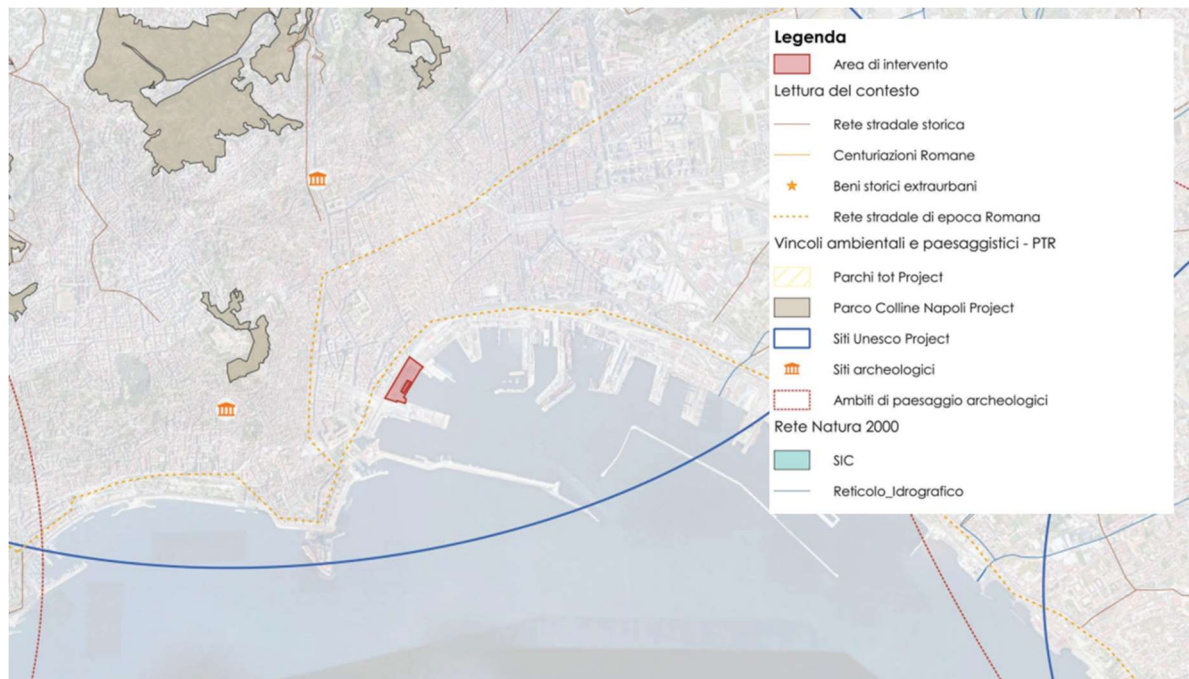 Legenda
Area di intervento
Lettura del contesto
Rete stradale storica
Centuriazioni Romane
Beni storici extraurbani
Rete stradale di epoca Romana
Vincoli ambientali e paesaggistici - PTR
Parchi tot Project
Parco Colline Napoli Project
Siti Unesco Project
Siti archeologici
Ambiti di paesaggio archeologici
Rete Natura 2000
SIC
Reticolo_Idrografico